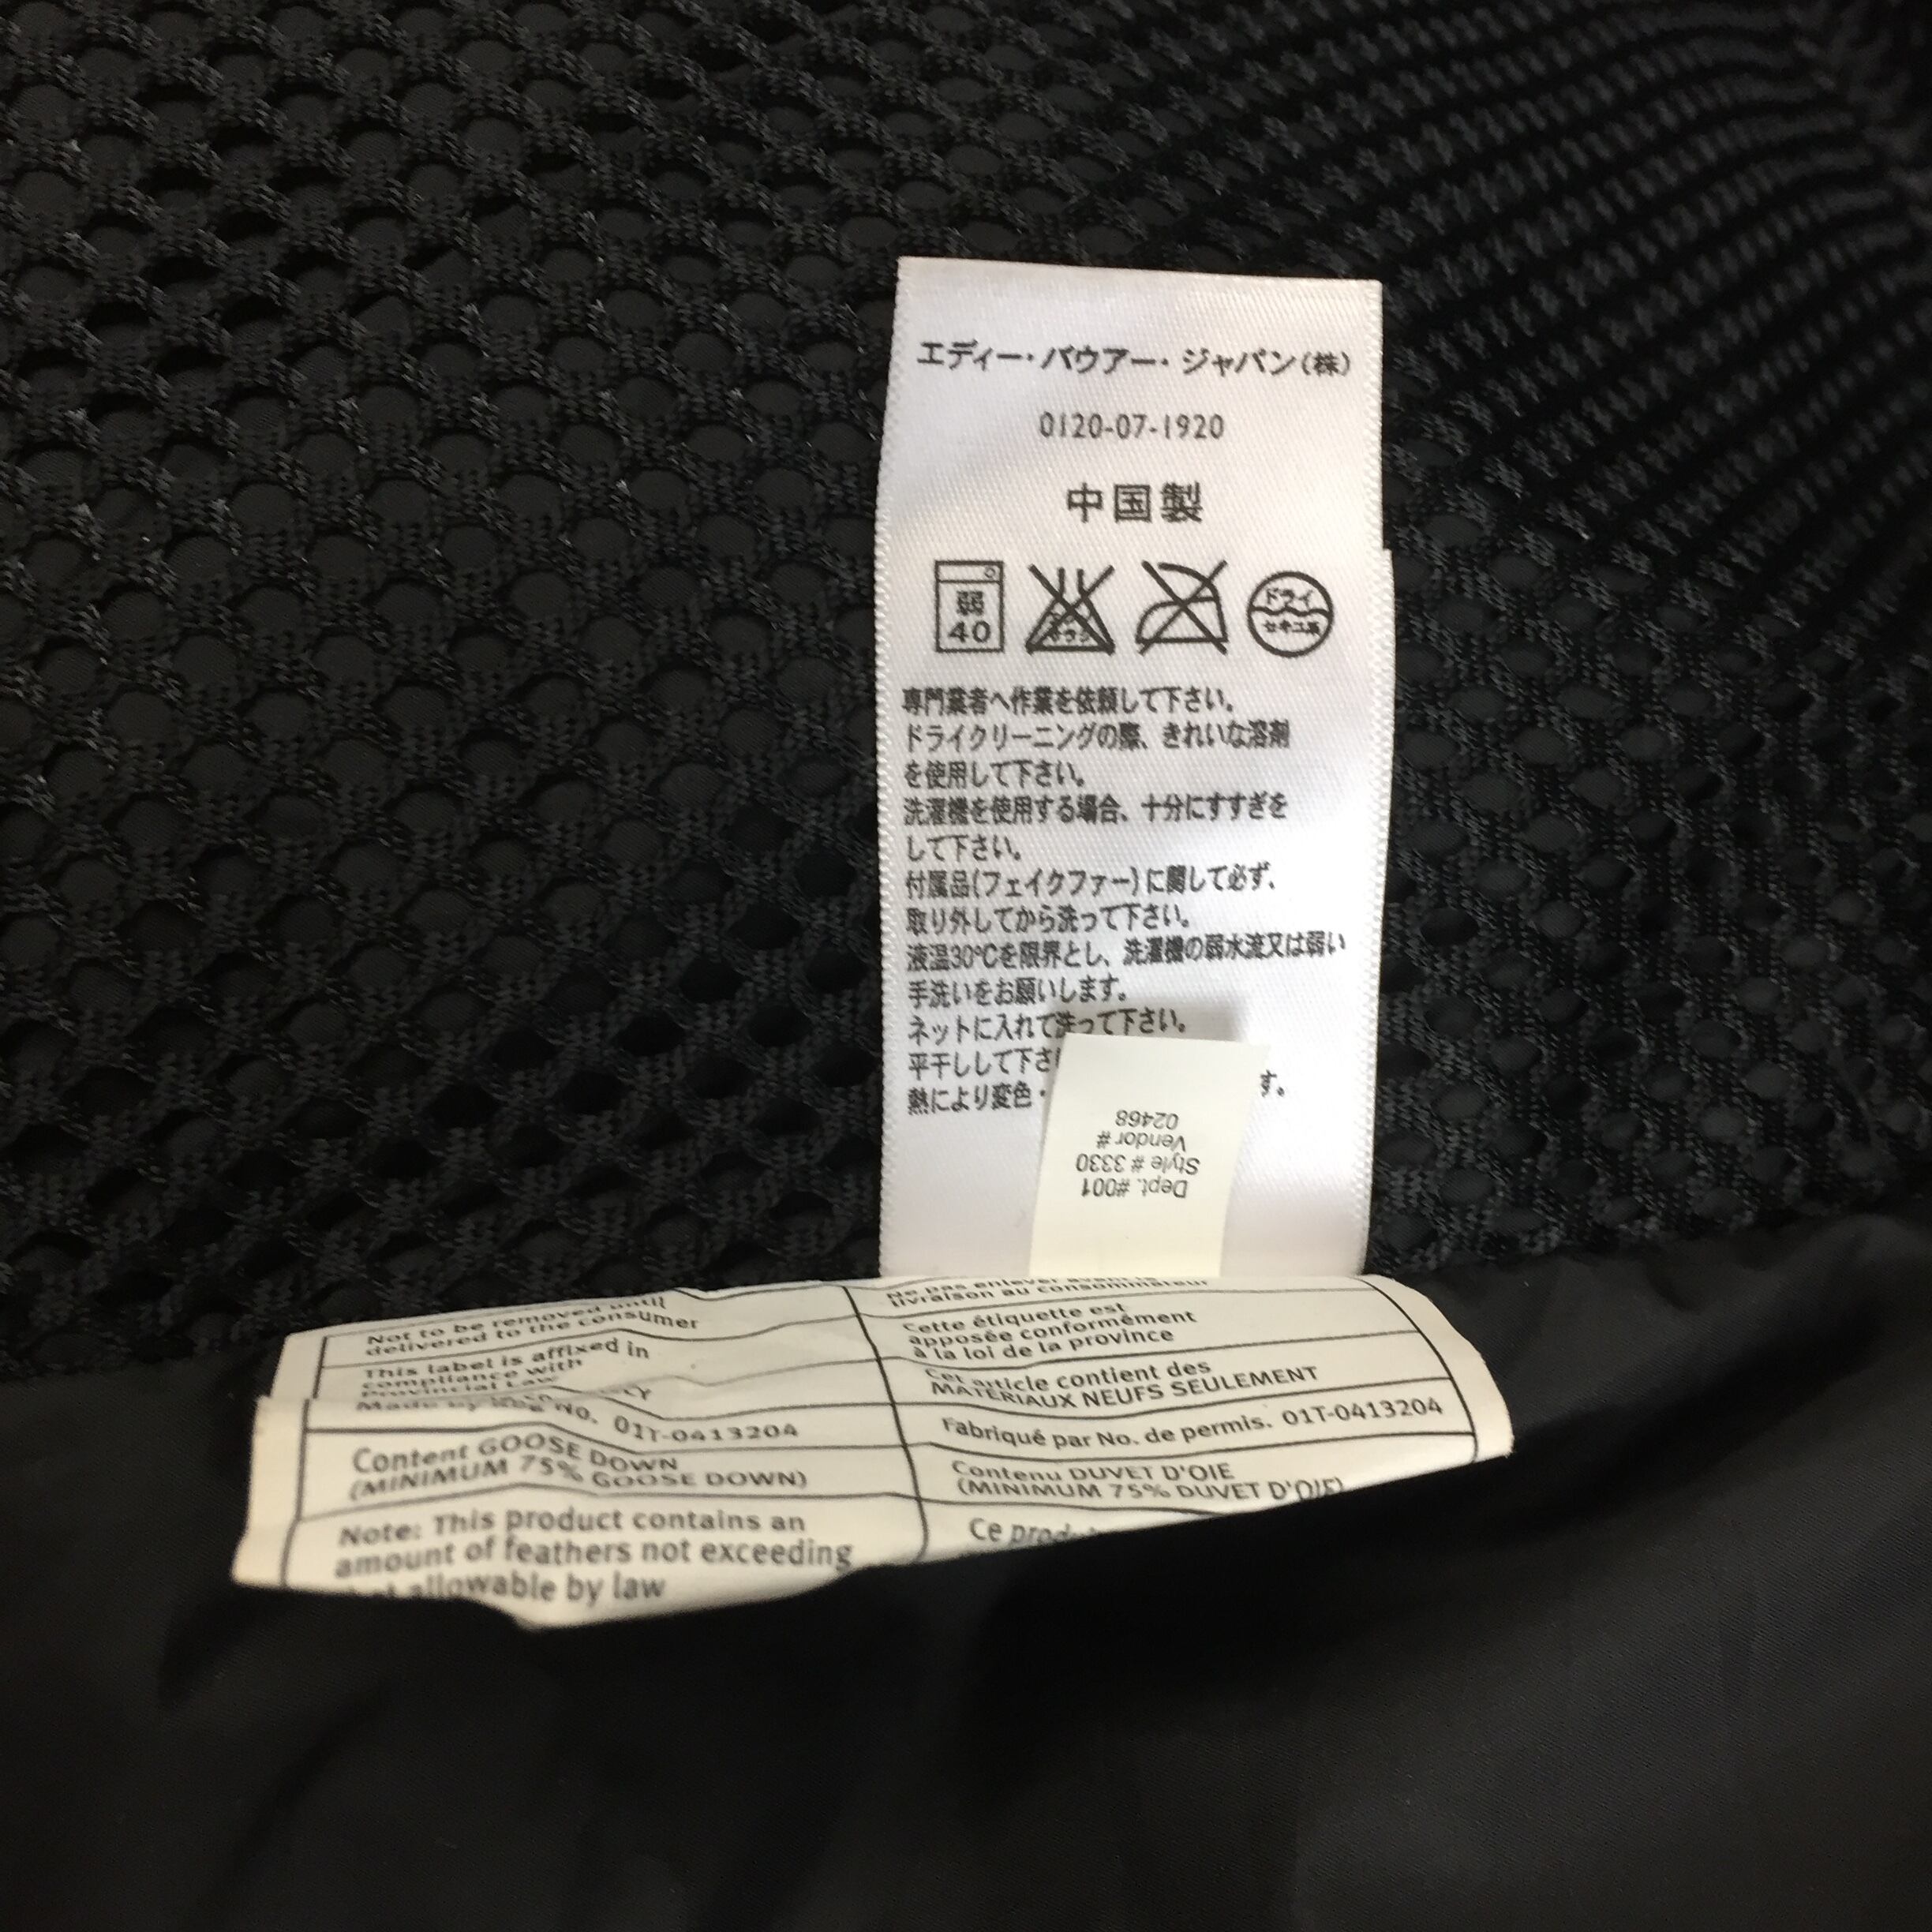 エディー・バウアー・ジャパン(株)
0120-07-1920
中国製
弱
40
ドライ
セキユ系
専門業者へ作業を依頼して下さい。
ドライクリーニングの際、きれいな溶剤
を使用して下さい。
洗濯機を使用する場合、十分にすすぎを
して下さい。
付属品(フェイクファー)に関して必ず、
取り外してから洗って下さい。
液温30℃を限界とし、洗濯機の弱水流又は弱い
手洗いをお願いします。
ネットに入れて洗って下さい。
平干しして下さ
熱により変色・ す。
Dept. #001
Style # 3330
Vendor #
02468
Not to be removed until
delivered to the consumer
This label is affixed in
compliance with
Provincial Law
No. 01T-0413204
Content GOOSE DOWN
(MINIMUM 75% GOOSE DOWN)
Note: This product contains an
amount of feathers not exceeding
allowable by law
Ne pas enlever avant
livraison au consommateur
Cette étiquette est
apposée conformément
à la loi de la province
Cet article contient des
MATÉRIAUX NEUFS SEULEMENT
Fabriqué par No. de permis. 01T-0413204
Contenu DUVET D'OIE
(MINIMUM 75% DUVET D'OIE)
Ce